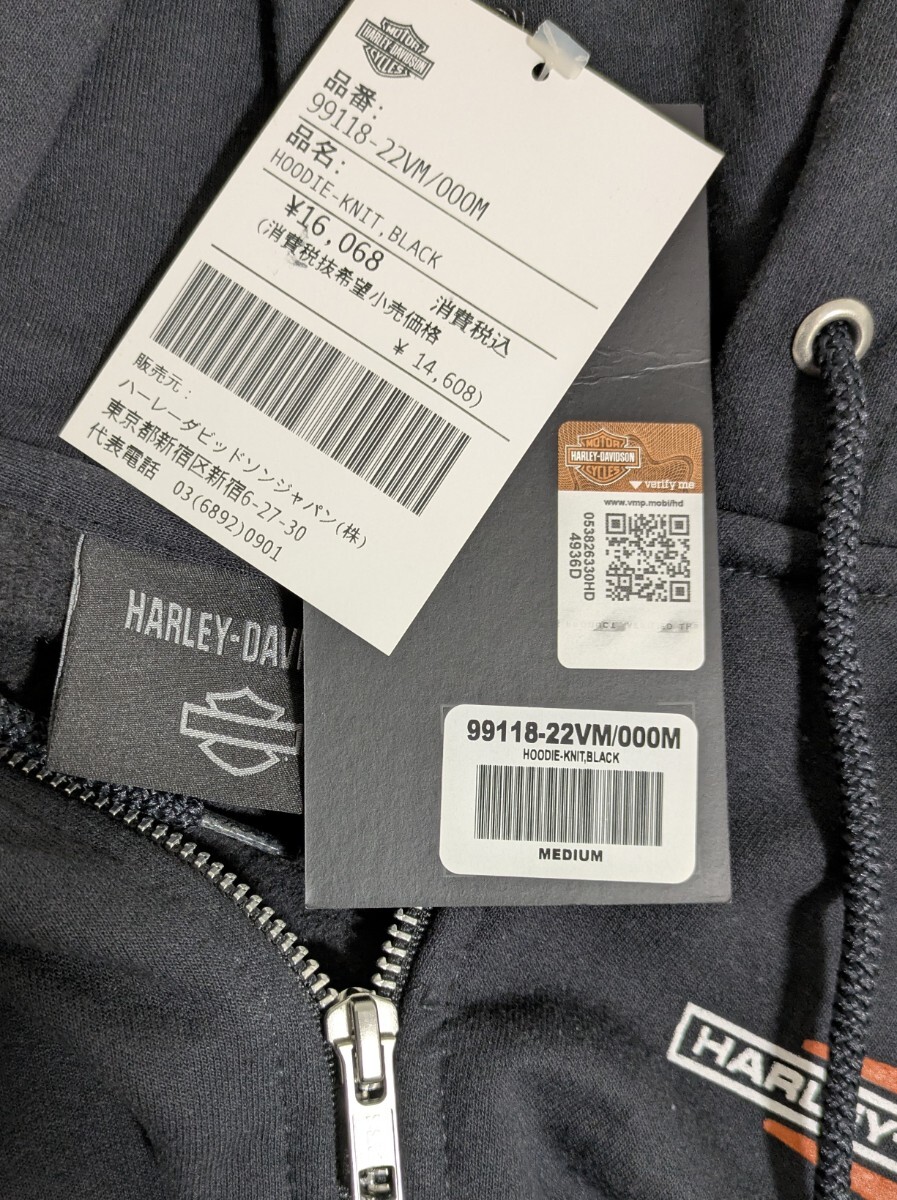 MOTOR
HARLEY-DAVIDSON
CYCLES
品番:
99118-22VM/000M
品名:
HOODIE-KNIT,BLACK
¥16,068 消費税込
(消費税抜希望小売価格
¥ 14,608)
販売元:
ハーレーダビッドソンジャパン(株)
東京都新宿区新宿6-27-30
代表電話 03(6892)0901
MOTOR
HARLEY-DAVIDSON
CYCLES
verify me
www.vmp.mobi/hd
053826330HD
4936D
99118-22VM/000M
HOODIE-KNIT,BLACK
MEDIUM
HARLEY-DAVI
HARLEY-